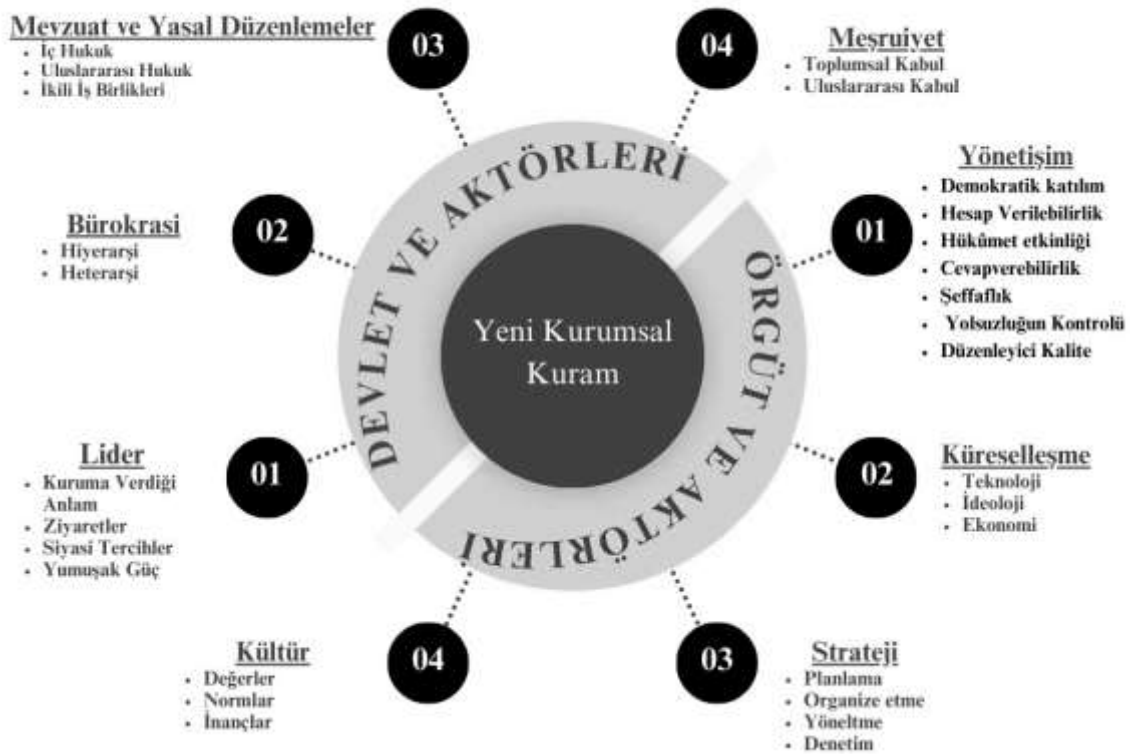 Mevzuat ve Yasal Düzenlemeler
• İç Hukuk
• Uluslararası Hukuk
• İkili İş Birlikleri
03
04
Meşruiyet
• Toplumsal Kabul
• Uluslararası Kabul
Bürokrasi
• Hiyerarşi
• Heterarşi
02
Lider
• Kuruma Verdiği
Anlam
• Ziyaretler
• Siyasi Tercihler
• Yumuşak Güç
01
DEVLET VE AKTÖRLERİ
Yeni Kurumsal
Kuram
ÖRGÜT VE AKTÖRLERİ
01
Yönetişim
• Demokratik katılım
• Hesap Verilebilirlik
• Hükûmet etkinliği
• Cevapverebilirlik
• Şeffaflık
• Yolsuzluğun Kontrolü
• Düzenleyici Kalite
02
Küreselleşme
• Teknoloji
• İdeoloji
• Ekonomi
03
Strateji
• Planlama
• Organize etme
• Yöneltme
• Denetim
04
Kültür
• Değerler
• Normlar
• İnançlar